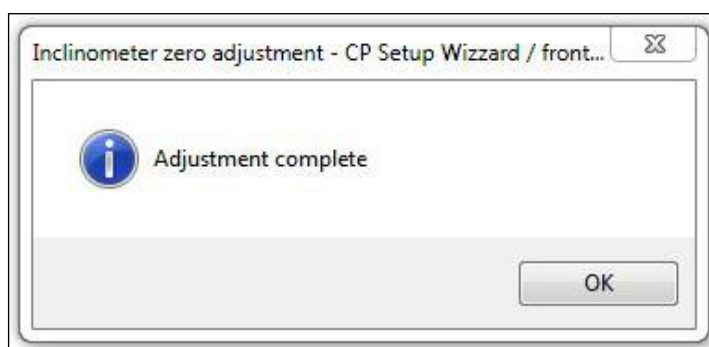 Inclinometer zero adjustment - CP Setup Wizzard / front...
Adjustment complete
OK